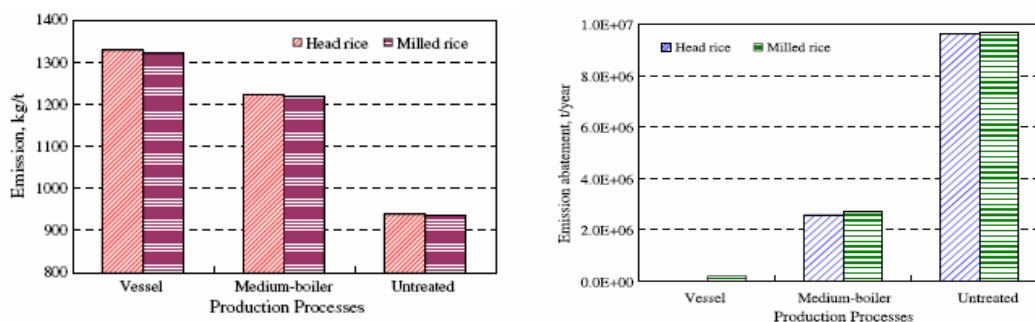 1400
1300
1200
1100
1000
900
800
Emission, kg/t
Head rice Milled rice
Vessel Medium-boiler Untreated
Production Processes
1.0E+07
8.0E+06
6.0E+06
4.0E+06
2.0E+06
0.0E+00
Emission abatement, t/year
Head rice Milled rice
Vessel Medium-boiler Untreated
Production Processes